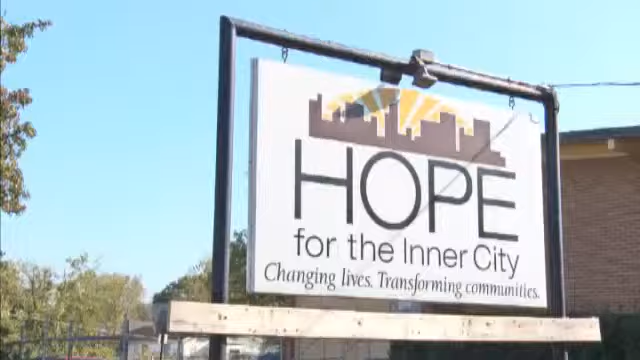 HOPE
for the Inner City
Changing lives. Transforming communities.